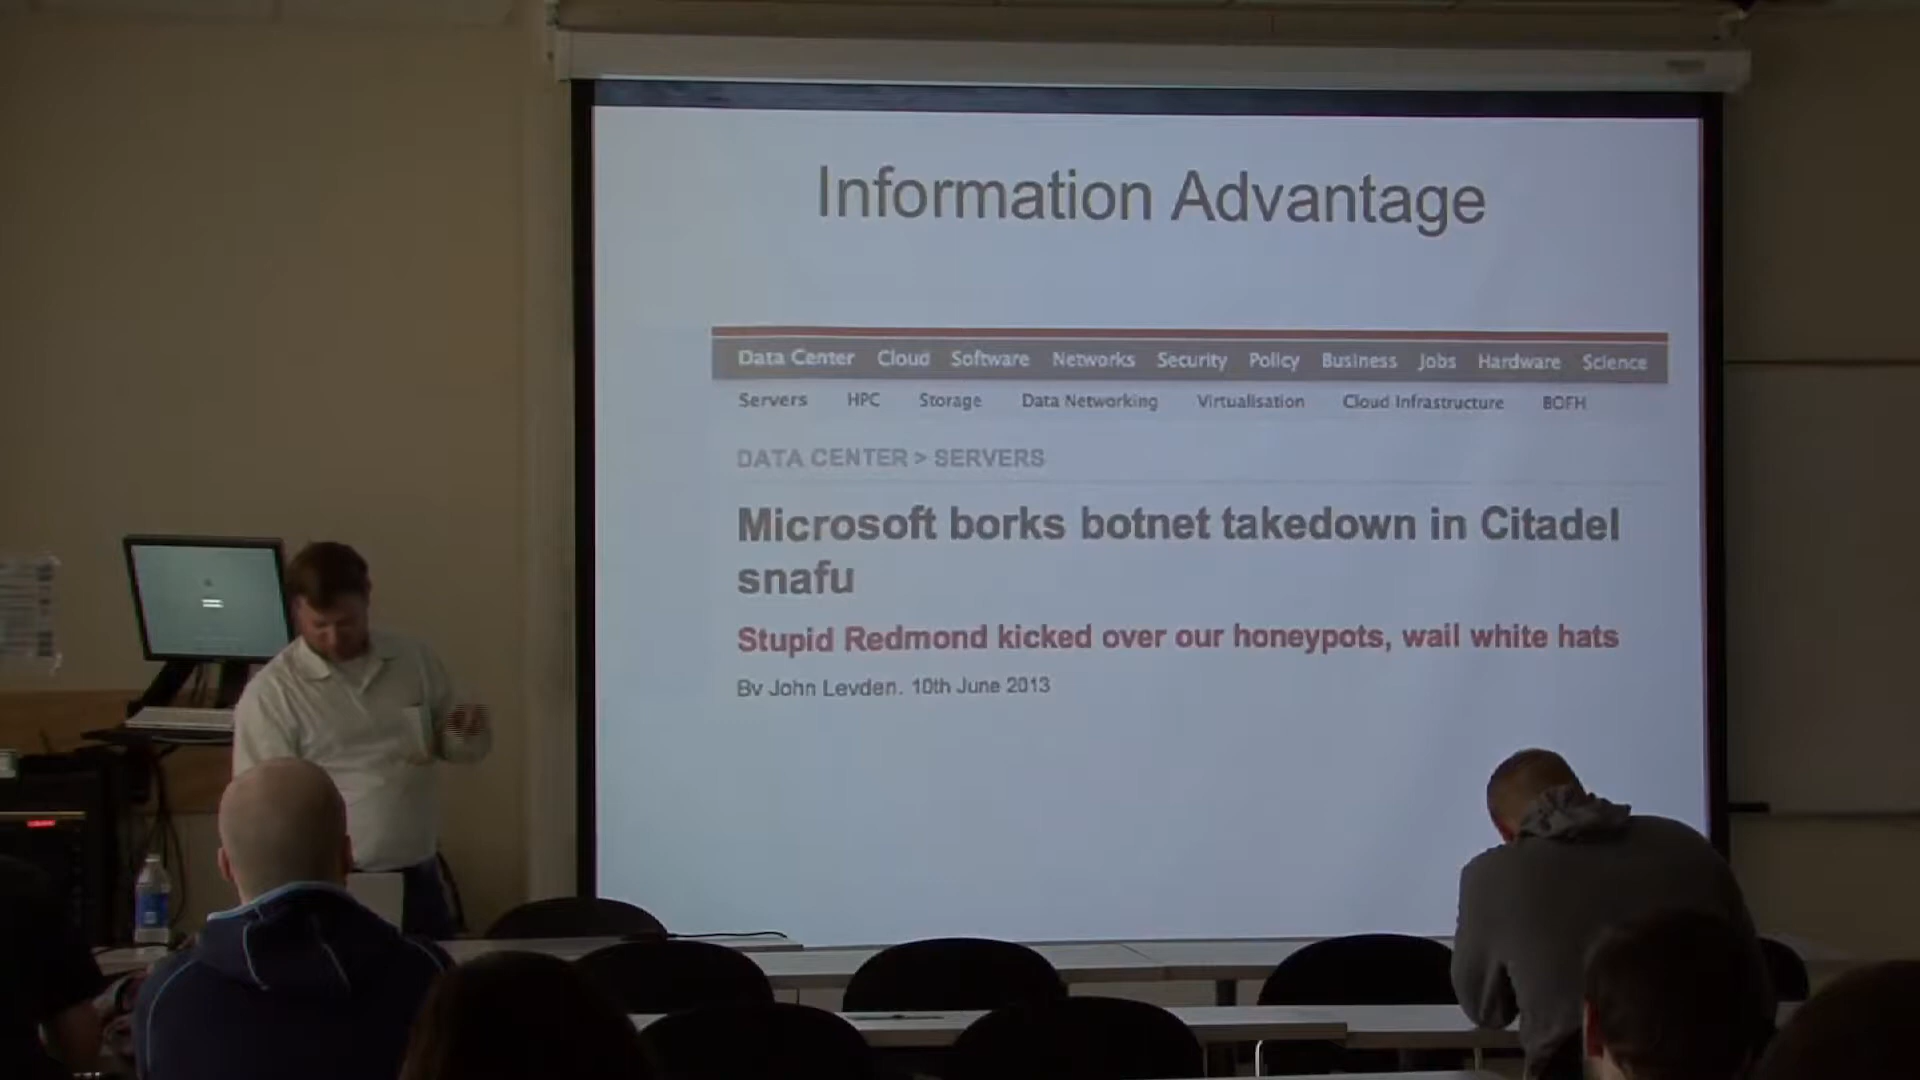 Information Advantage
Data Center Cloud Software Networks Security Policy Business Jobs Hardware Science
Servers HPC Storage Data Networking Virtualisation Cloud Infrastructure BOFH
DATA CENTER > SERVERS
Microsoft borks botnet takedown in Citadel
snafu
Stupid Redmond kicked over our honeypots, wail white hats
By John Leyden. 10th June 2013